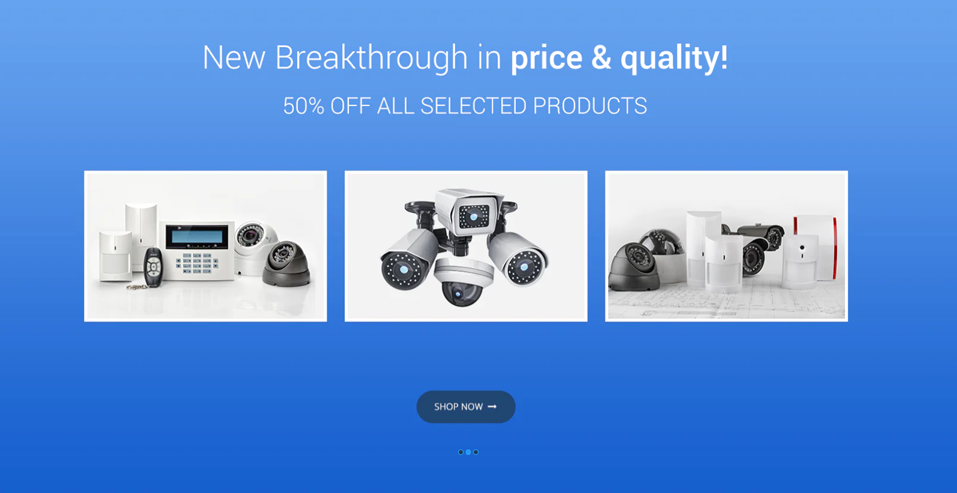 New Breakthrough in price & quality!
50% OFF ALL SELECTED PRODUCTS
SHOP NOW